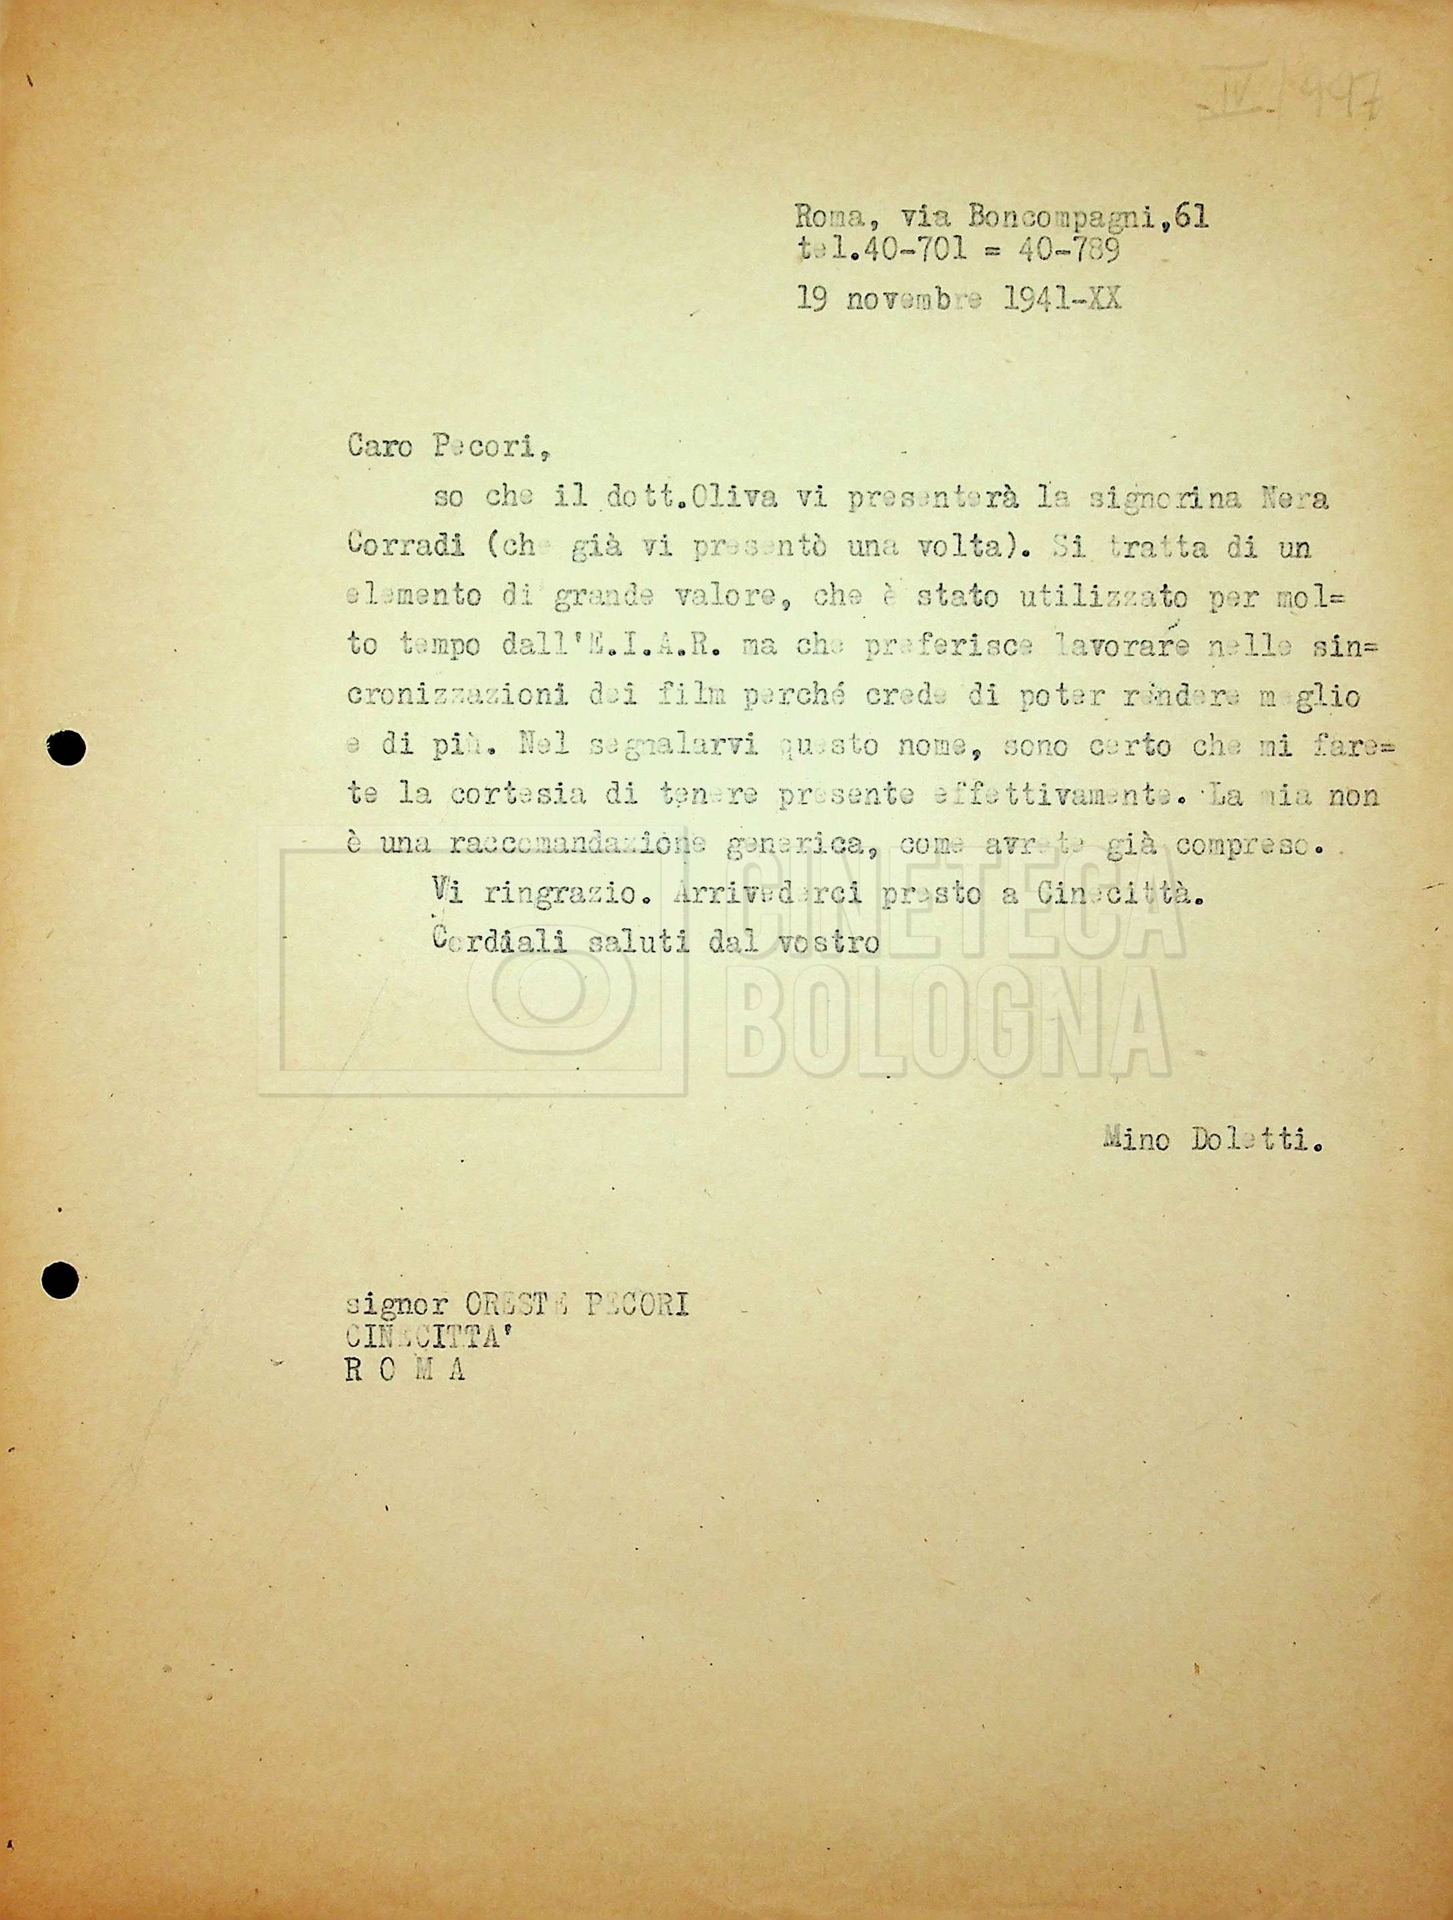 IV / 947
Roma, via Boncompagni,61
tel.40-701 = 40-789
19 novembre 1941-XX
Caro Pecori,
so che il dott.Oliva vi presenterà la signorina Nera
Corradi (che già vi presentò una volta). Si tratta di un
elemento di grande valore, che è stato utilizzato per mol=
to tempo dall'E.I.A.R. ma che preferisce lavorare nelle sin=
cronizzazioni dei film perché crede di poter rendere meglio
e di più. Nel segnalarvi questo nome, sono certo che mi fare=
te la cortesia di tenere presente effettivamente. La mia non
è una raccomandazione generica, come avrete già compreso.
Vi ringrazio. Arrivederci presto a Cinecittà.
Cordiali saluti dal vostro
CINETECA
BOLOGNA
Mino Doletti.
signor ORESTE PECORI
CINECITTA'
R O M A